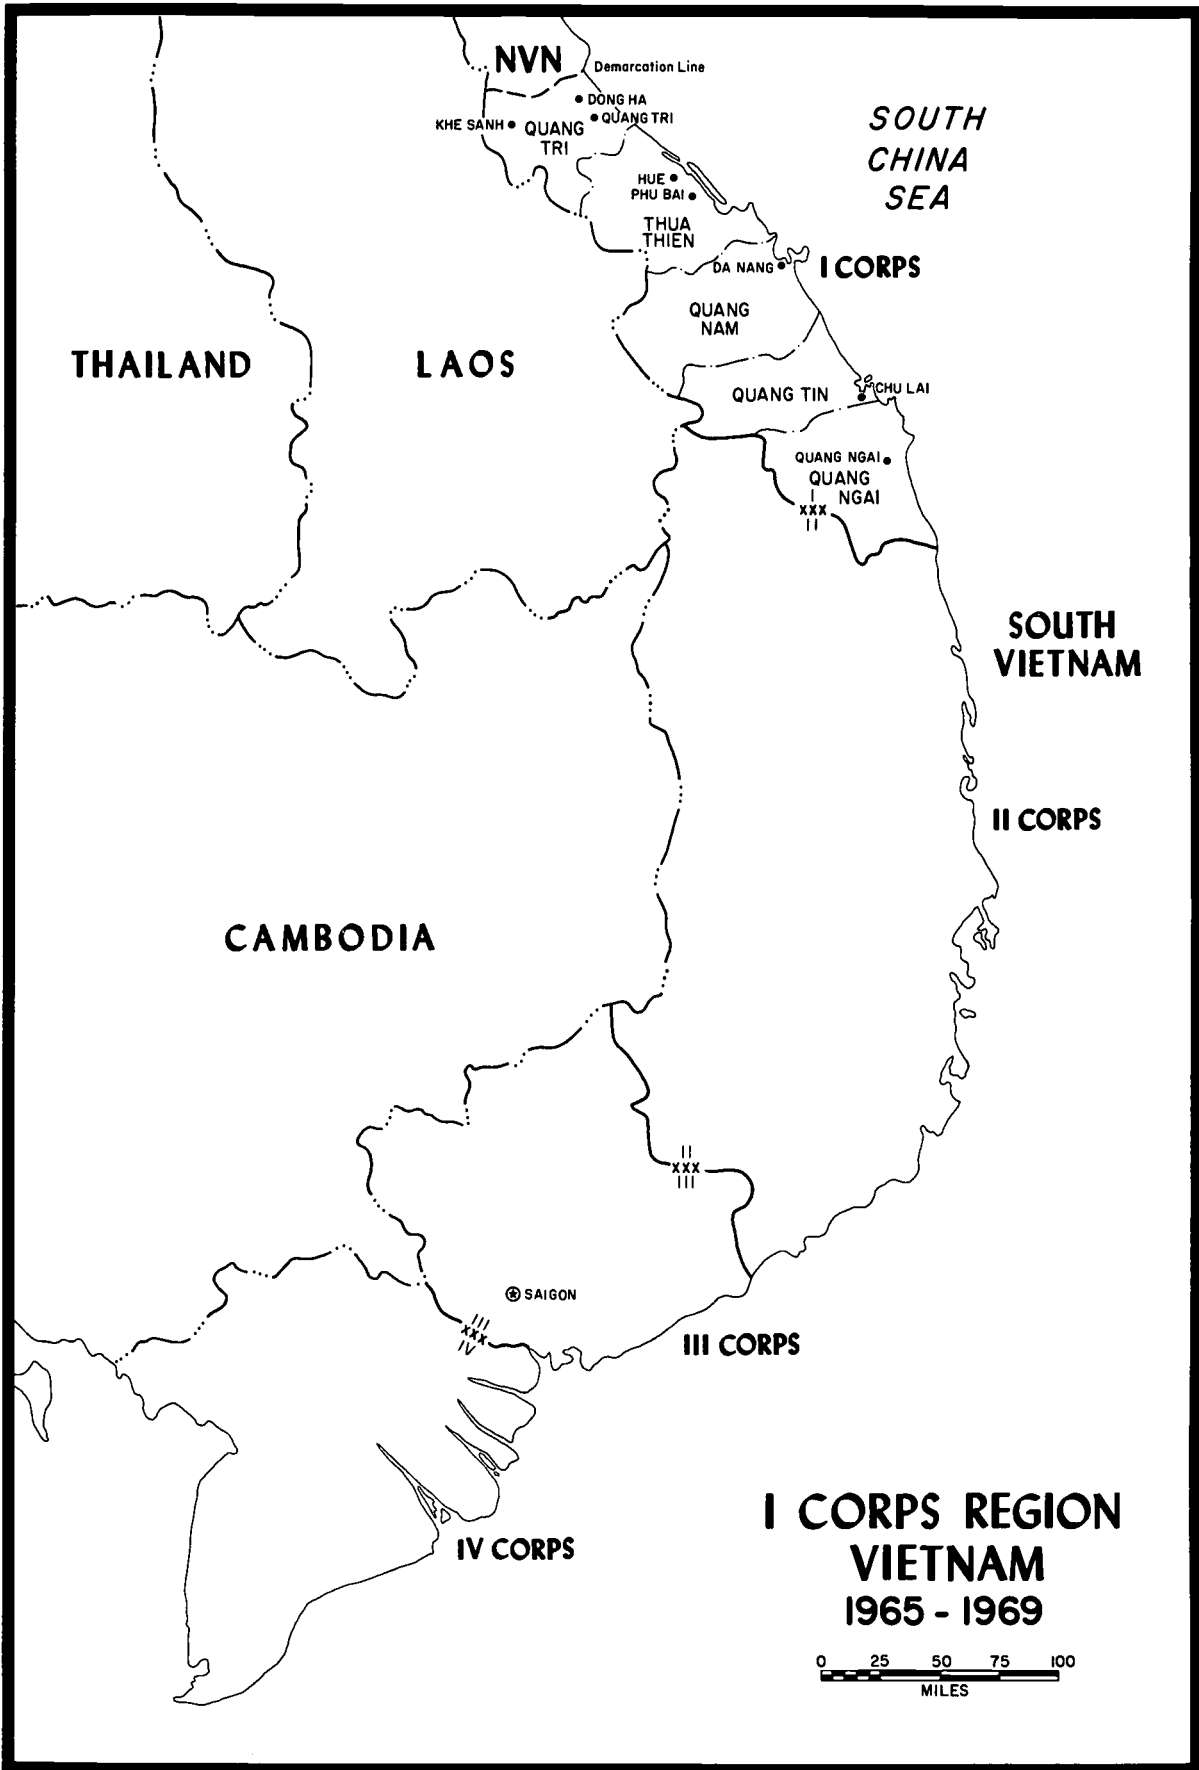 NVN
Demarcation Line
DONG HA
QUANG TRI
KHE SANH
QUANG
TRI
SOUTH
CHINA
SEA
HUE
PHU BAI
THUA
THIEN
DA NANG
I CORPS
QUANG
NAM
THAILAND
LAOS
QUANG TIN
CHU LAI
QUANG NGAI
QUANG
NGAI
I
XXX
II
SOUTH
VIETNAM
II CORPS
CAMBODIA
II
XXX
III
SAIGON
III
XXX
IV
III CORPS
IV CORPS
I CORPS REGION
VIETNAM
1965 - 1969
0 25 50 75 100
MILES